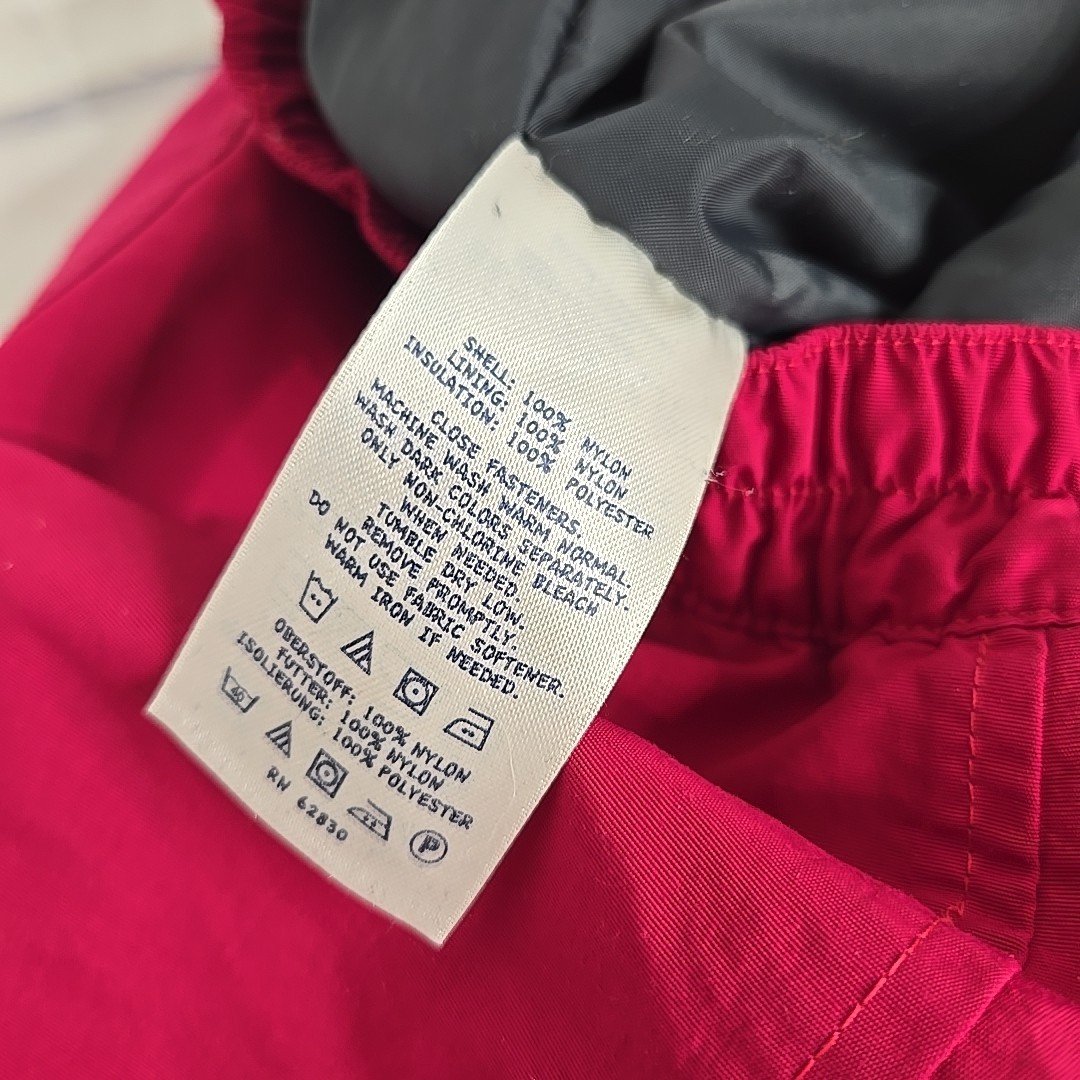 SHELL: 100% NYLON
LINING: 100% NYLON
INSULATION: 100% POLYESTER
CLOSE FASTENERS.
MACHINE WASH WARM NORMAL.
WASH DARK COLORS SEPARATELY.
ONLY NON-CHLORINE BLEACH
WHEN NEEDED.
TUMBLE DRY LOW.
REMOVE PROMPTLY.
DO NOT USE FABRIC SOFTENER.
WARM IRON IF NEEDED.
OBERSTOFF: 100% NYLON
FUTTER: 100% NYLON
ISOLIERUNG: 100% POLYESTER
40
P
RN 62830